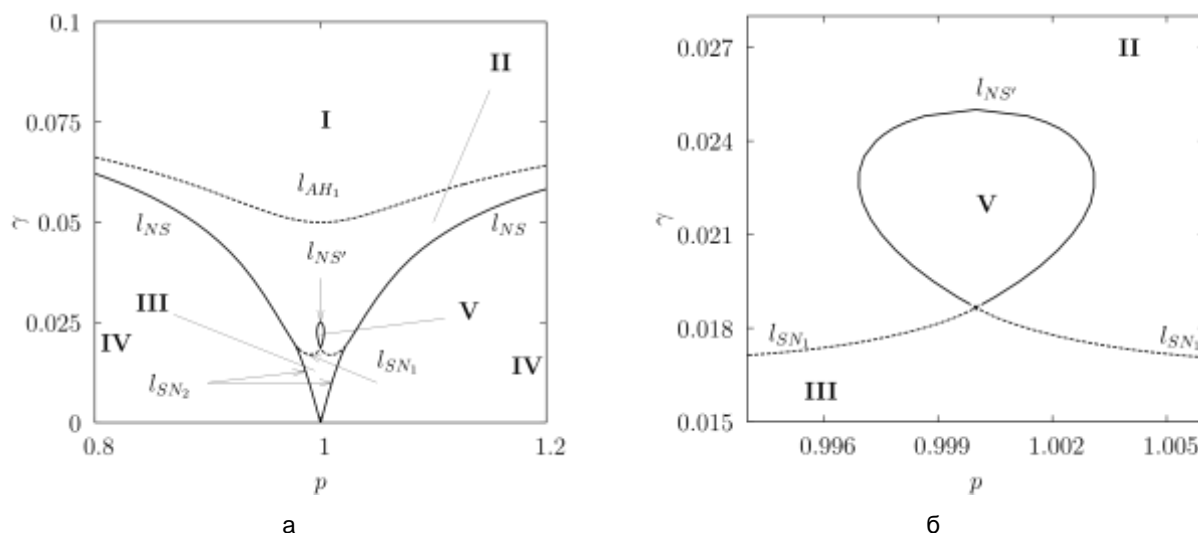 0.1
0.075
0.05
0.025
0
γ
I
II
III
IV
IV
V
l_{AH_1}
l_{NS}
l_{NS}
l_{NS'}
l_{SN_1}
l_{SN_2}
0.8
1
1.2
p
а
0.027
0.024
0.021
0.018
0.015
γ
II
l_{NS'}
V
l_{SN_1}
l_{SN_1}
III
0.996
0.999
1.002
1.005
p
б